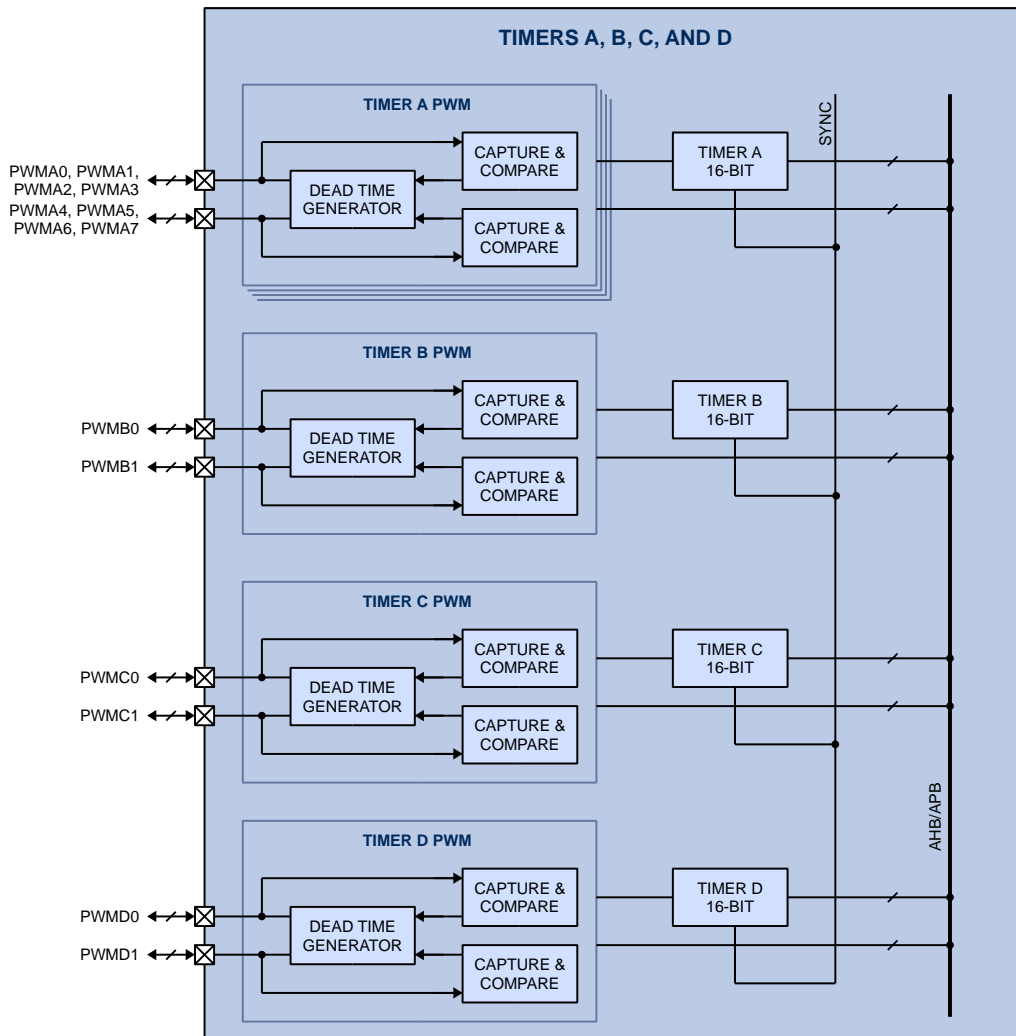 TIMERS A, B, C, AND D
TIMER A PWM
SYNC
CAPTURE &
COMPARE
TIMER A
16-BIT
PWMA0, PWMA1,
PWMA2, PWMA3
DEAD TIME
GENERATOR
PWMA4, PWMA5,
PWMA6, PWMA7
CAPTURE &
COMPARE
TIMER B PWM
CAPTURE &
COMPARE
TIMER B
16-BIT
PWMB0
DEAD TIME
GENERATOR
PWMB1
CAPTURE &
COMPARE
TIMER C PWM
CAPTURE &
COMPARE
TIMER C
16-BIT
PWMC0
DEAD TIME
GENERATOR
PWMC1
CAPTURE &
COMPARE
AHB/APB
TIMER D PWM
CAPTURE &
COMPARE
TIMER D
16-BIT
PWMD0
DEAD TIME
GENERATOR
PWMD1
CAPTURE &
COMPARE